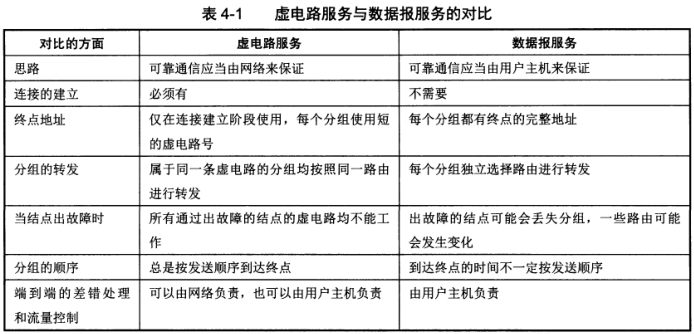 表 4-1 虚电路服务与数据报服务的对比
对比的方面 虚电路服务 数据报服务
思路 可靠通信应当由网络来保证 可靠通信应当由用户主机来保证
连接的建立 必须有 不需要
终点地址 仅在连接建立阶段使用，每个分组使用短 每个分组都有终点的完整地址
的虚电路号
分组的转发 属于同一条虚电路的分组均按照同一路由 每个分组独立选择路由进行转发
进行转发
当结点出故障时 所有通过出故障的结点的虚电路均不能工 出故障的结点可能会丢失分组，一些路由可能
作 会发生变化
分组的顺序 总是按发送顺序到达终点 到达终点的时间不一定按发送顺序
端到端的差错处理 可以由网络负责，也可以由用户主机负责 由用户主机负责
和流量控制